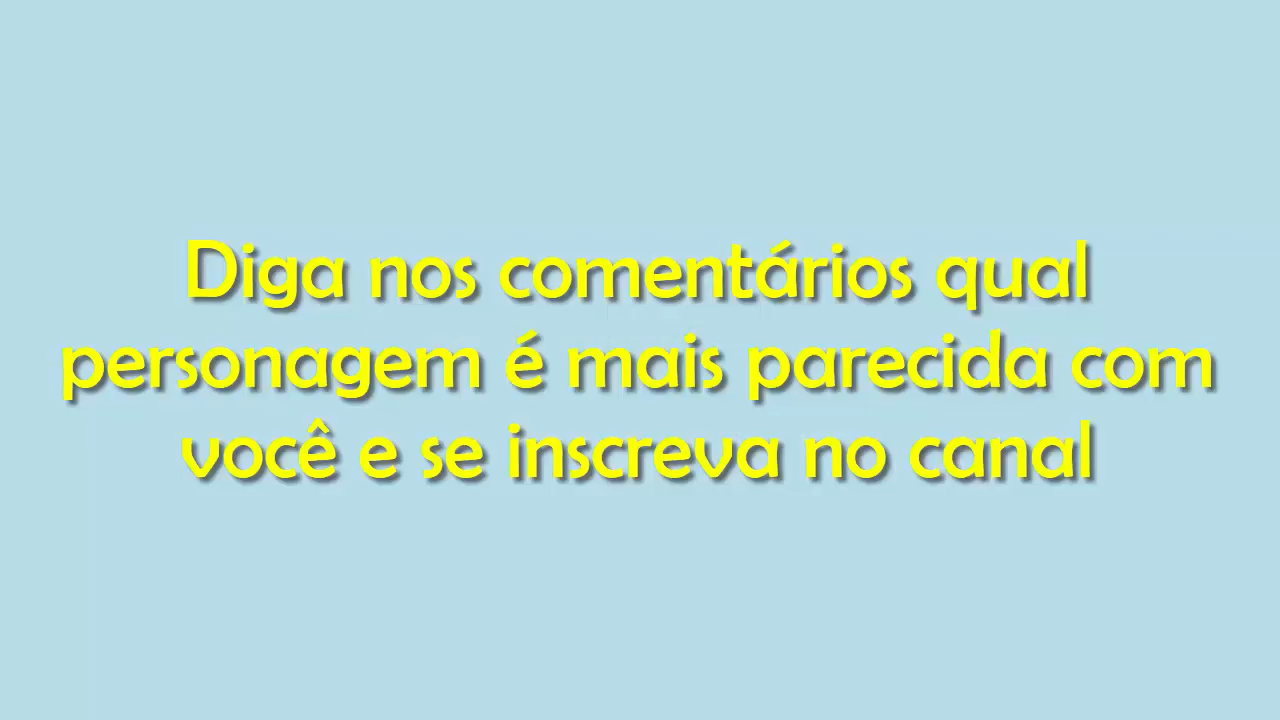 Diga nos comentários qual
personagem é mais parecida com
você e se inscreva no canal